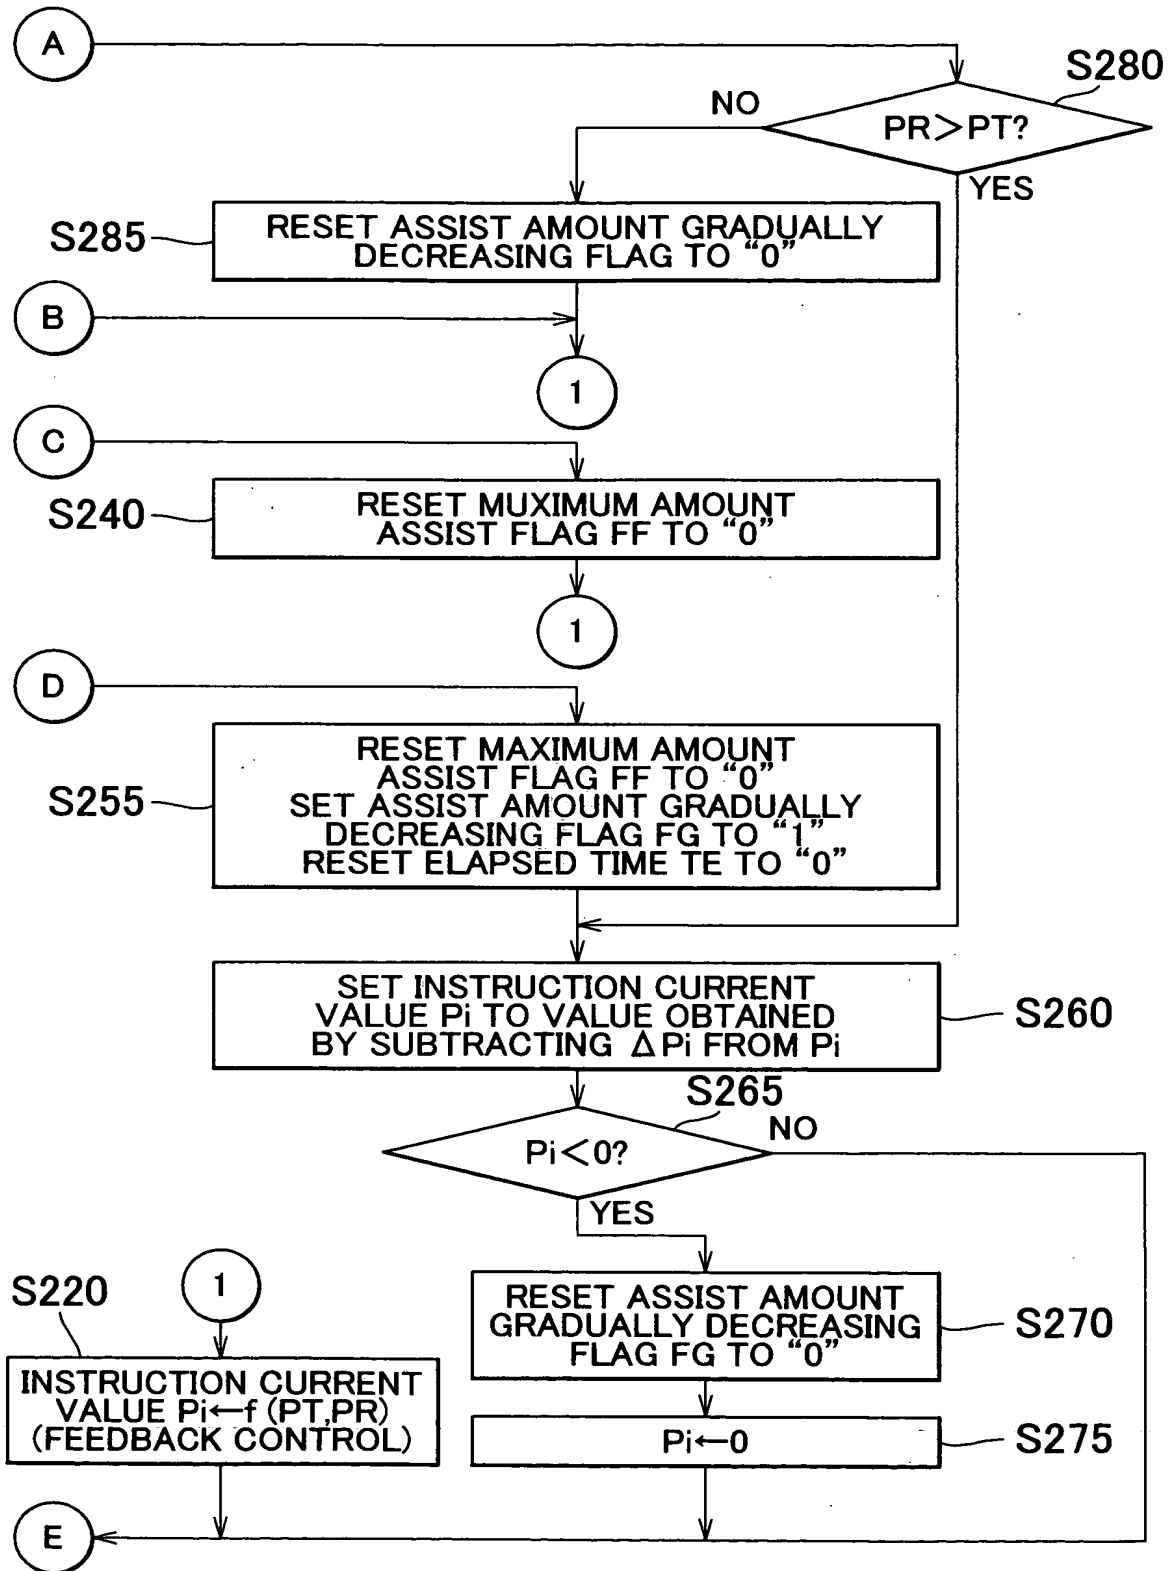 A
S280
NO
PR>PT?
YES
RESET ASSIST AMOUNT GRADUALLY
DECREASING FLAG TO “0”
S285
B
1
C
RESET MUXIMUM AMOUNT
ASSIST FLAG FF TO “0”
S240
1
D
RESET MAXIMUM AMOUNT
ASSIST FLAG FF TO “0”
SET ASSIST AMOUNT GRADUALLY
DECREASING FLAG FG TO “1”
RESET ELAPSED TIME TE TO “0”
S255
SET INSTRUCTION CURRENT
VALUE Pi TO VALUE OBTAINED
BY SUBTRACTING ΔPi FROM Pi
S260
S265
Pi<0?
NO
YES
S220
1
RESET ASSIST AMOUNT
GRADUALLY DECREASING
FLAG FG TO “0”
S270
INSTRUCTION CURRENT
VALUE Pi←f (PT,PR)
(FEEDBACK CONTROL)
Pi←0
S275
E